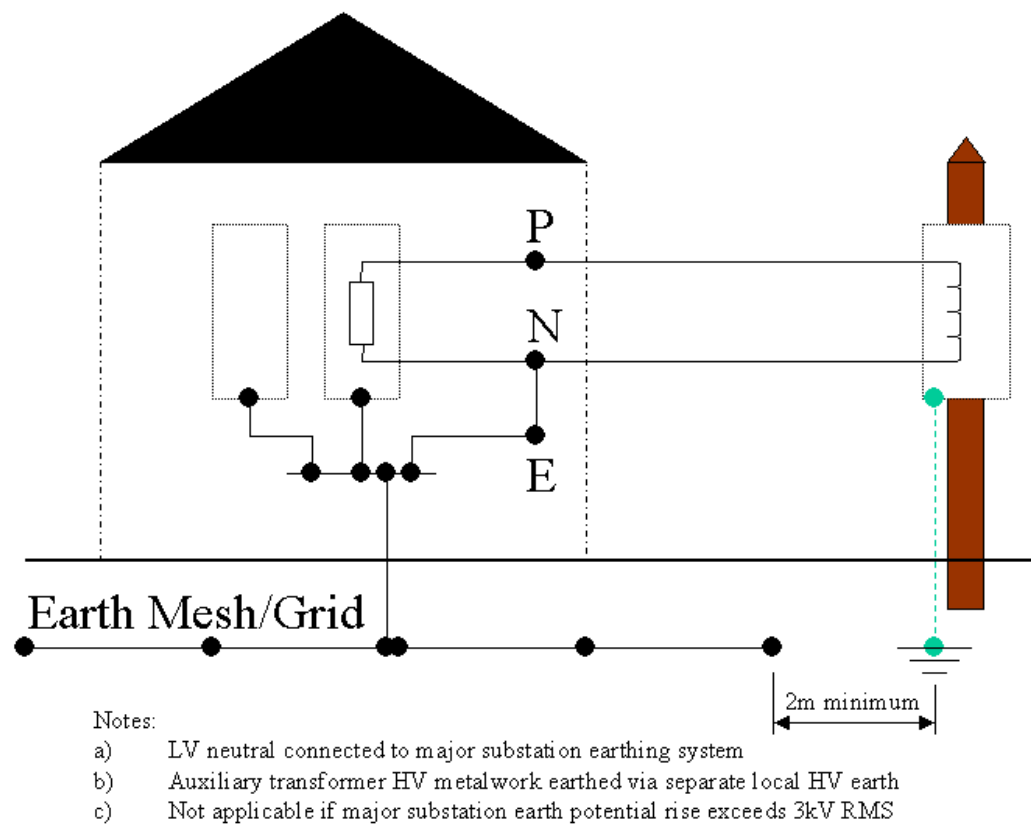 P
N
E
Earth Mesh/Grid
2m minimum
Notes:
a) LV neutral connected to major substation earthing system
b) Auxiliary transformer HV metalwork earthed via separate local HV earth
c) Not applicable if major substation earth potential rise exceeds 3kV RMS